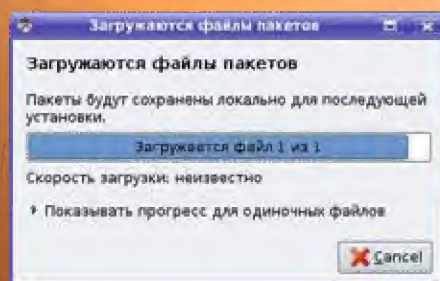 Загружаются файлы пакетов
Загружаются файлы пакетов
Пакеты будут сохранены локально для последующей
установки.
Загружается файл 1 из 1
Скорость загрузки: неизвестно
Показывать прогресс для одиночных файлов
Cancel